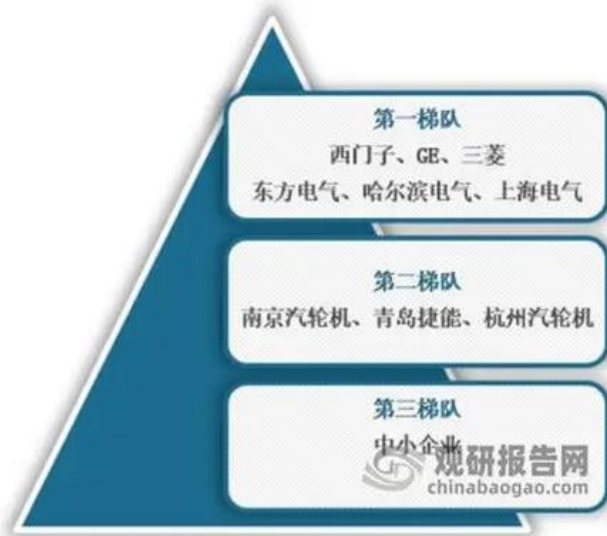 第一梯队
西门子、GE、三菱
东方电气、哈尔滨电气、上海电气
第二梯队
南京汽轮机、青岛捷能、杭州汽轮机
第三梯队
中小企业
观研报告网
chinabaogao.com